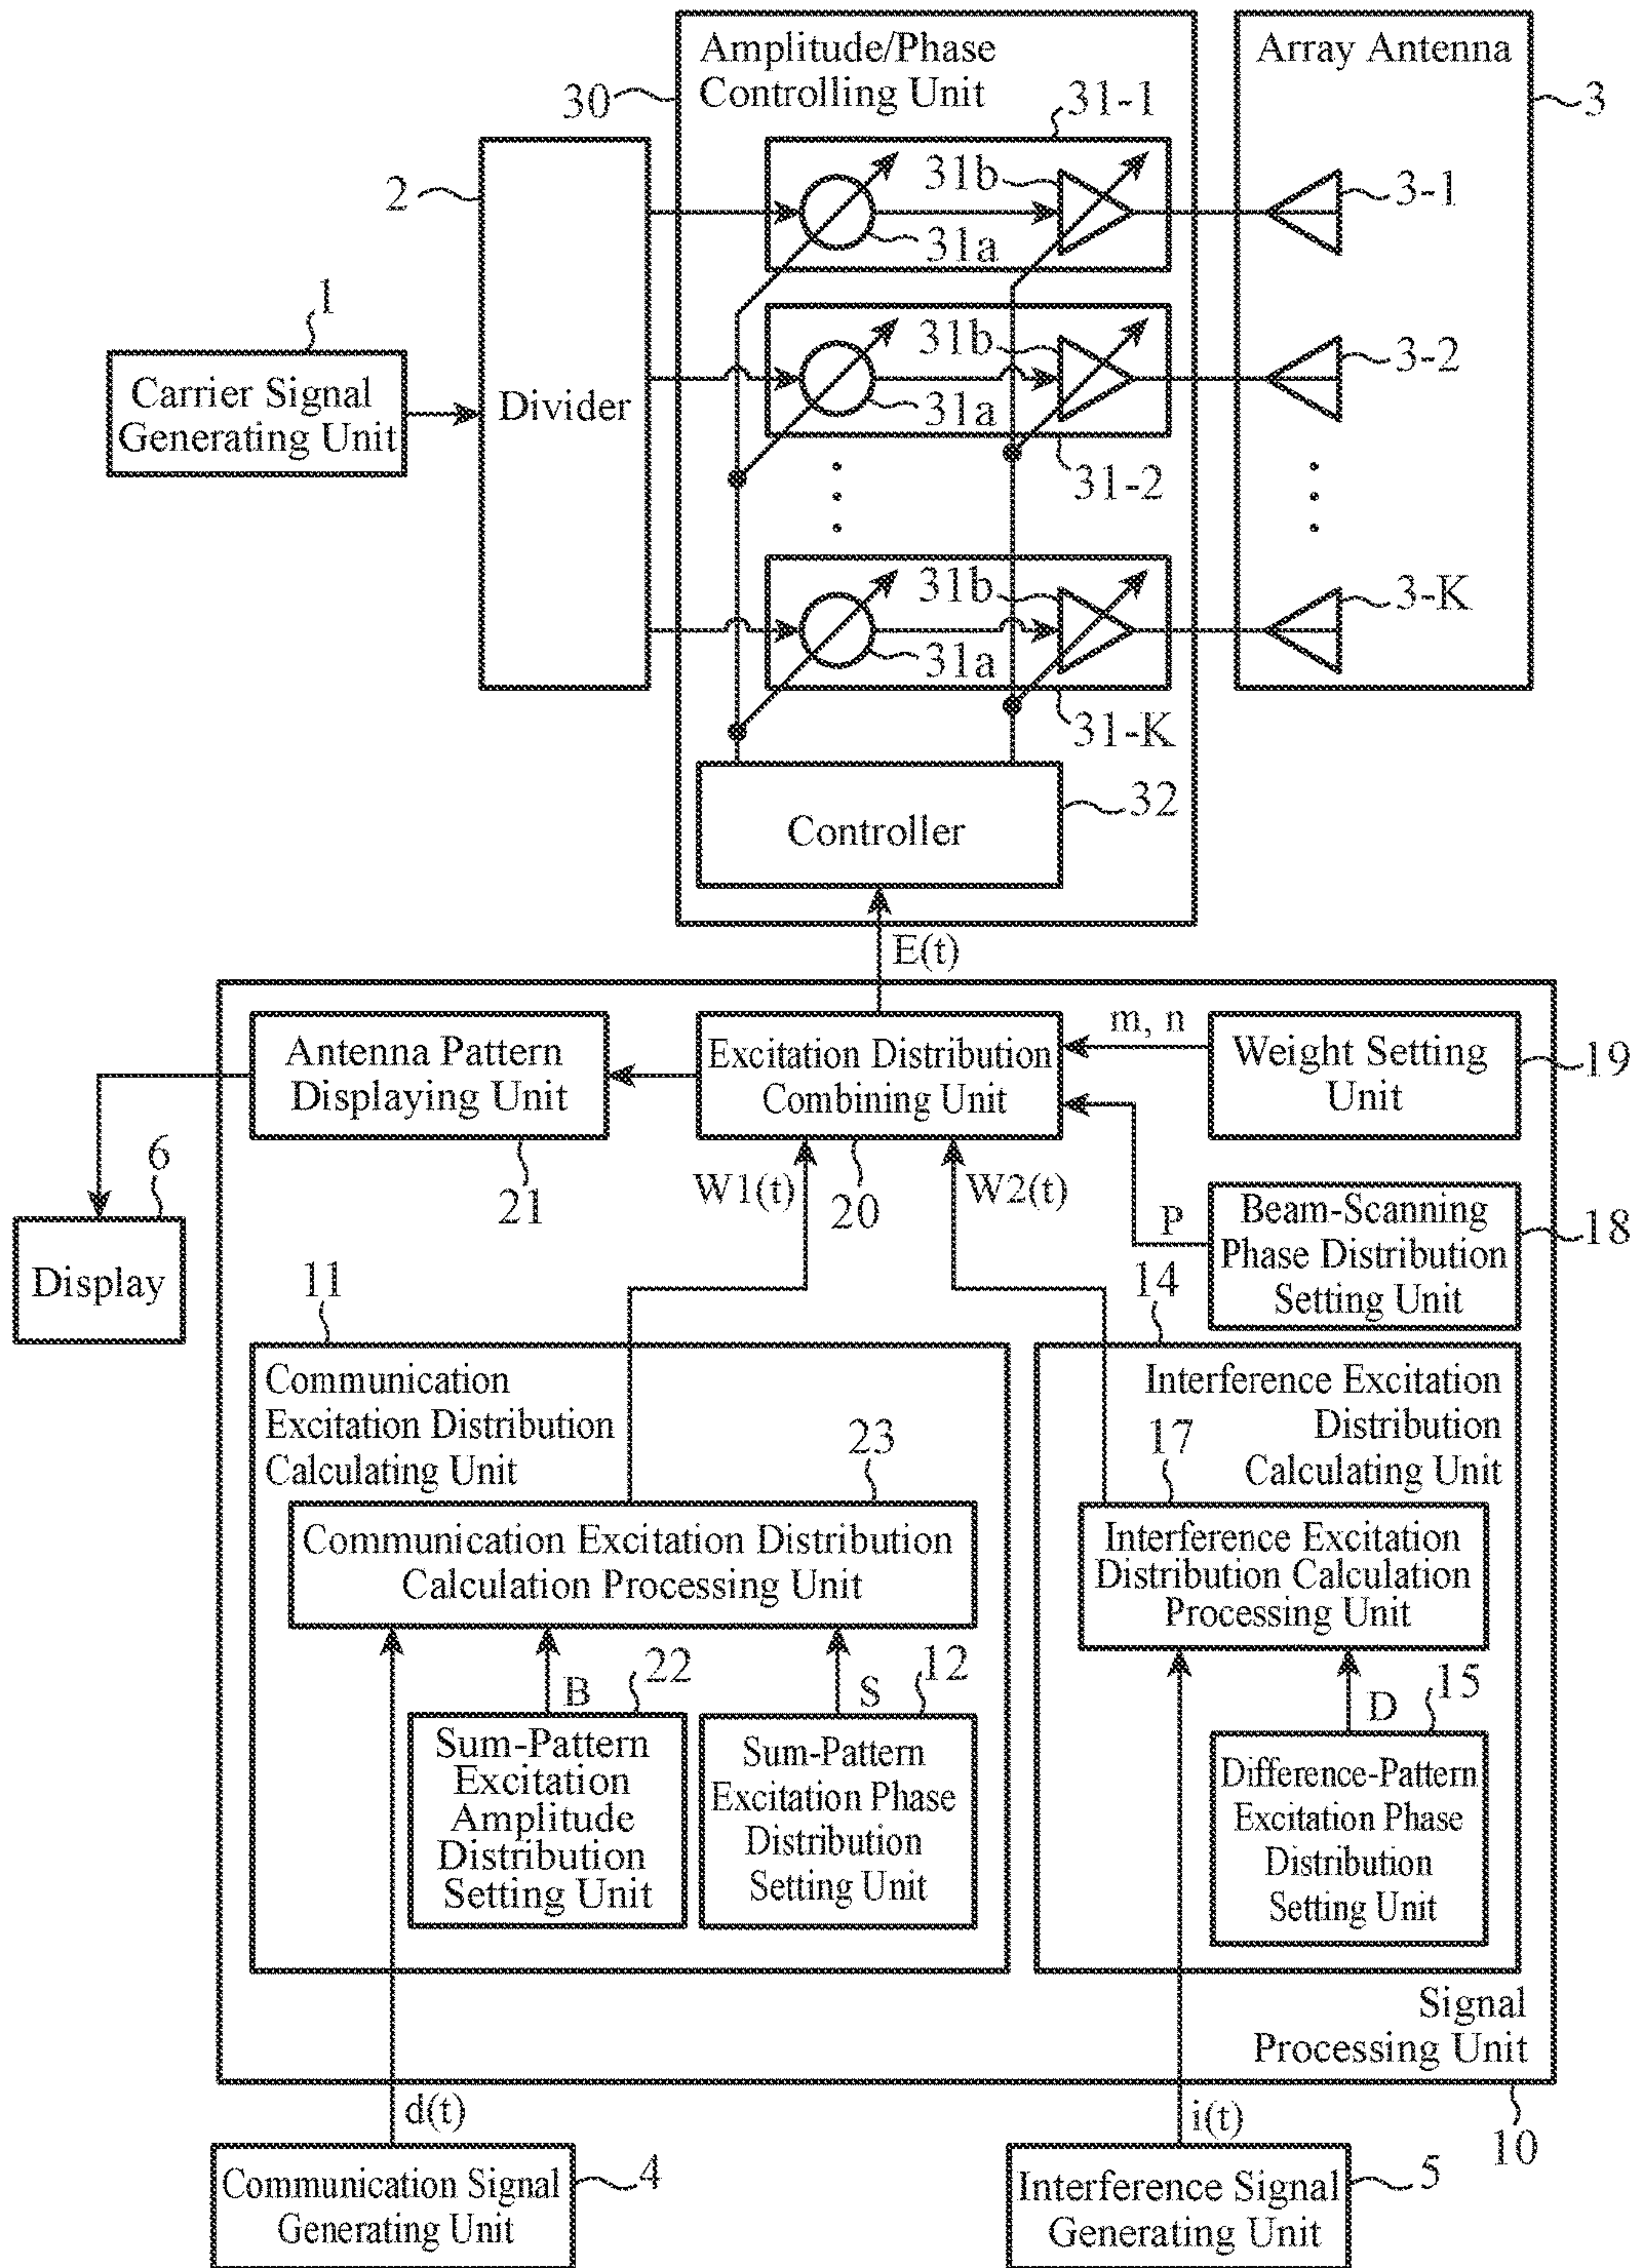 Amplitude/Phase
Controlling Unit
30
31-1
Array Antenna
3
2
31b
31a
3-1
1
Carrier Signal
Generating Unit
Divider
31b
31a
3-2
31-2
31b
31a
3-K
31-K
Controller
32
E(t)
Antenna Pattern
Displaying Unit
21
Excitation Distribution
Combining Unit
20
m, n
Weight Setting
Unit
19
6
Display
W1(t)
W2(t)
P
Beam-Scanning
Phase Distribution
Setting Unit
18
11
14
Communication
Excitation Distribution
Calculating Unit
23
Interference Excitation
Distribution
Calculating Unit
17
Communication Excitation Distribution
Calculation Processing Unit
Interference Excitation
Distribution Calculation
Processing Unit
B
22
S
12
D
15
Sum-Pattern
Excitation
Amplitude
Distribution
Setting Unit
Sum-Pattern
Excitation Phase
Distribution
Setting Unit
Difference-Pattern
Excitation Phase
Distribution
Setting Unit
Signal
Processing Unit
10
d(t)
i(t)
Communication Signal
Generating Unit
4
Interference Signal
Generating Unit
5